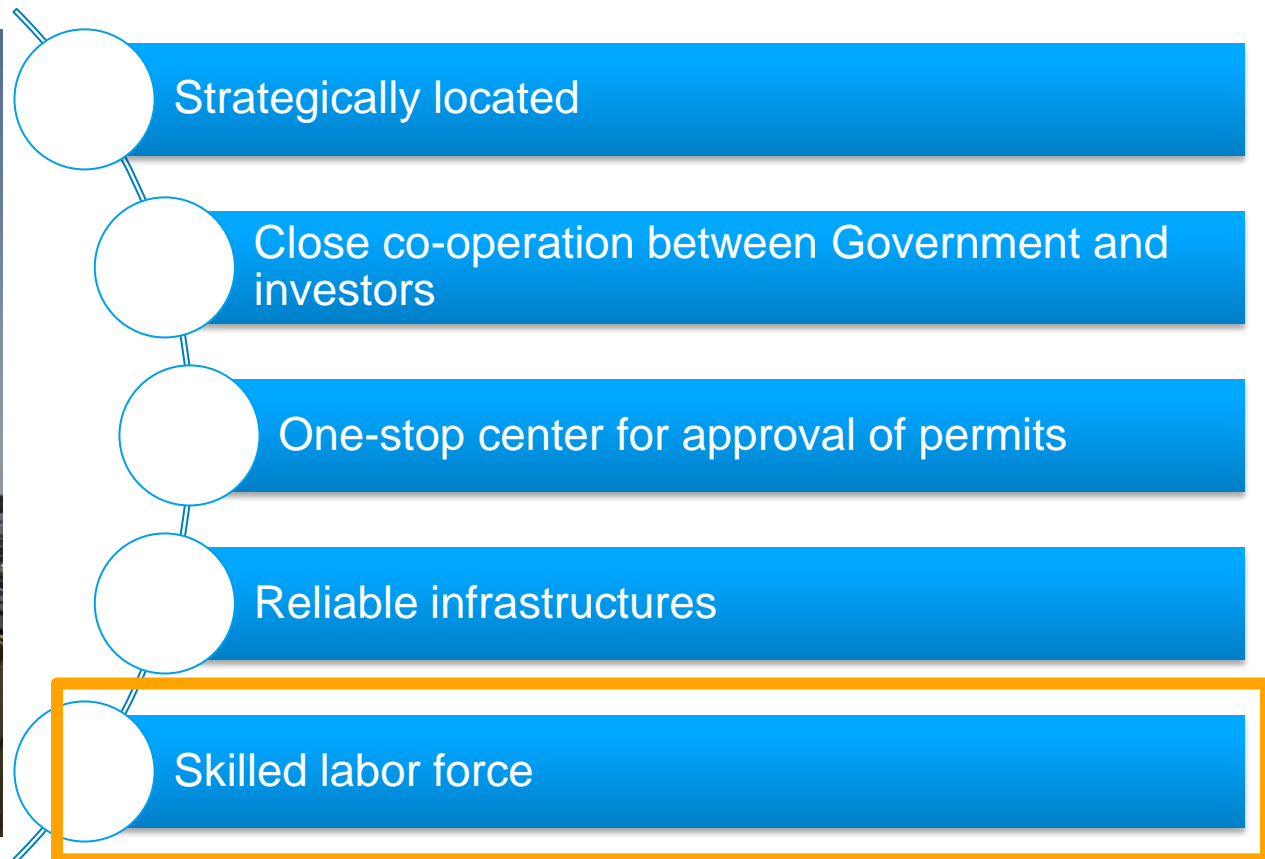 Strategically located
Close co-operation between Government and
investors
One-stop center for approval of permits
Reliable infrastructures
Skilled labor force